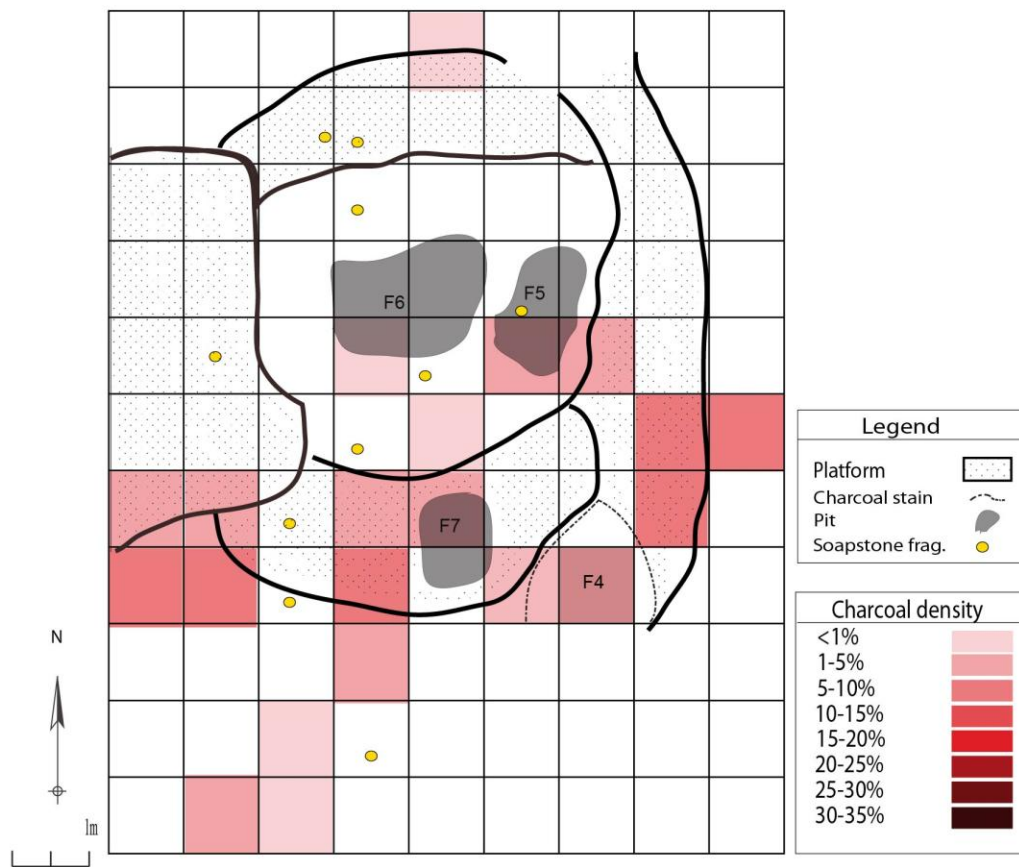 F6
F5
F7
F4
N
1m
Legend
Platform
Charcoal stain
Pit
Soapstone frag.
Charcoal density
<1%
1-5%
5-10%
10-15%
15-20%
20-25%
25-30%
30-35%